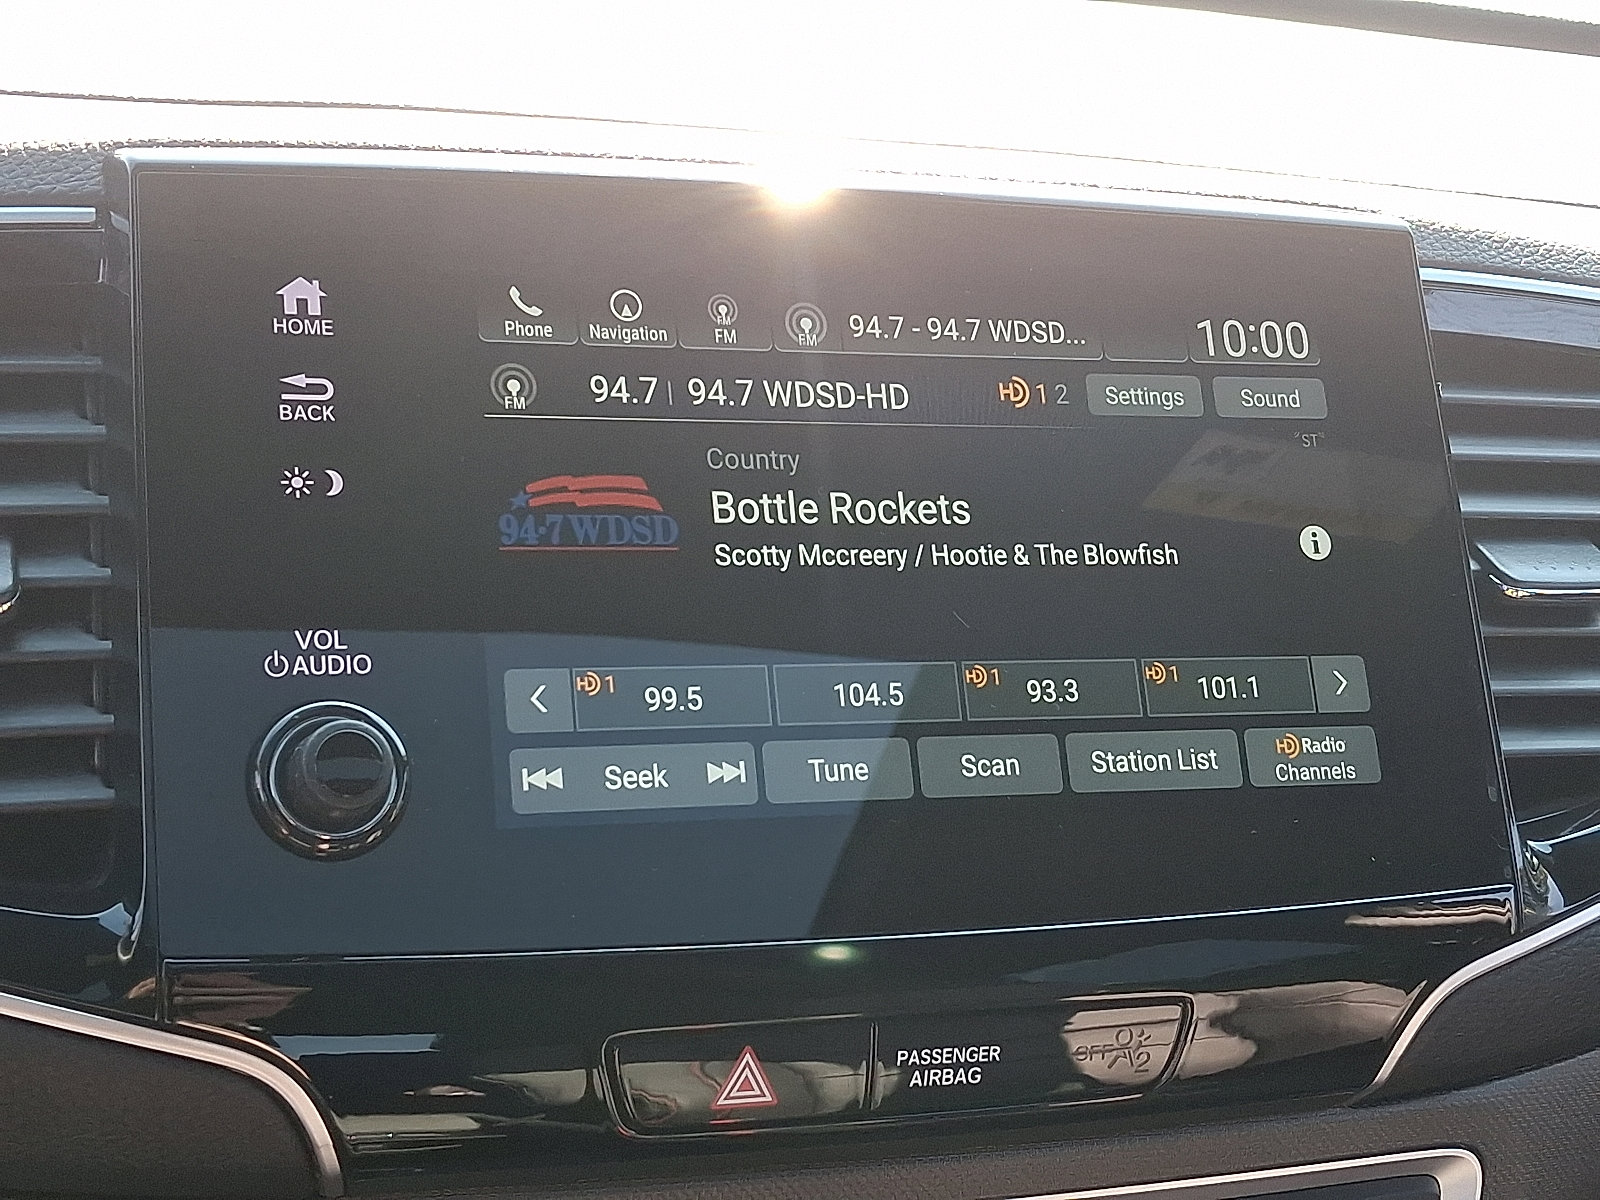 HOME
BACK
VOL
AUDIO
Phone
Navigation
FM
FM
FM
94.7 - 94.7 WDSD...
10:00
FM
94.7 | 94.7 WDSD-HD
HD 1 2
Settings
Sound
"ST"
Country
94.7 WDSD
Bottle Rockets
Scotty Mccreery / Hootie & The Blowfish
i
HD 1 99.5
104.5
HD 1 93.3
HD 1 101.1
Seek
Tune
Scan
Station List
HD Radio
Channels
PASSENGER
AIRBAG
OFF
2